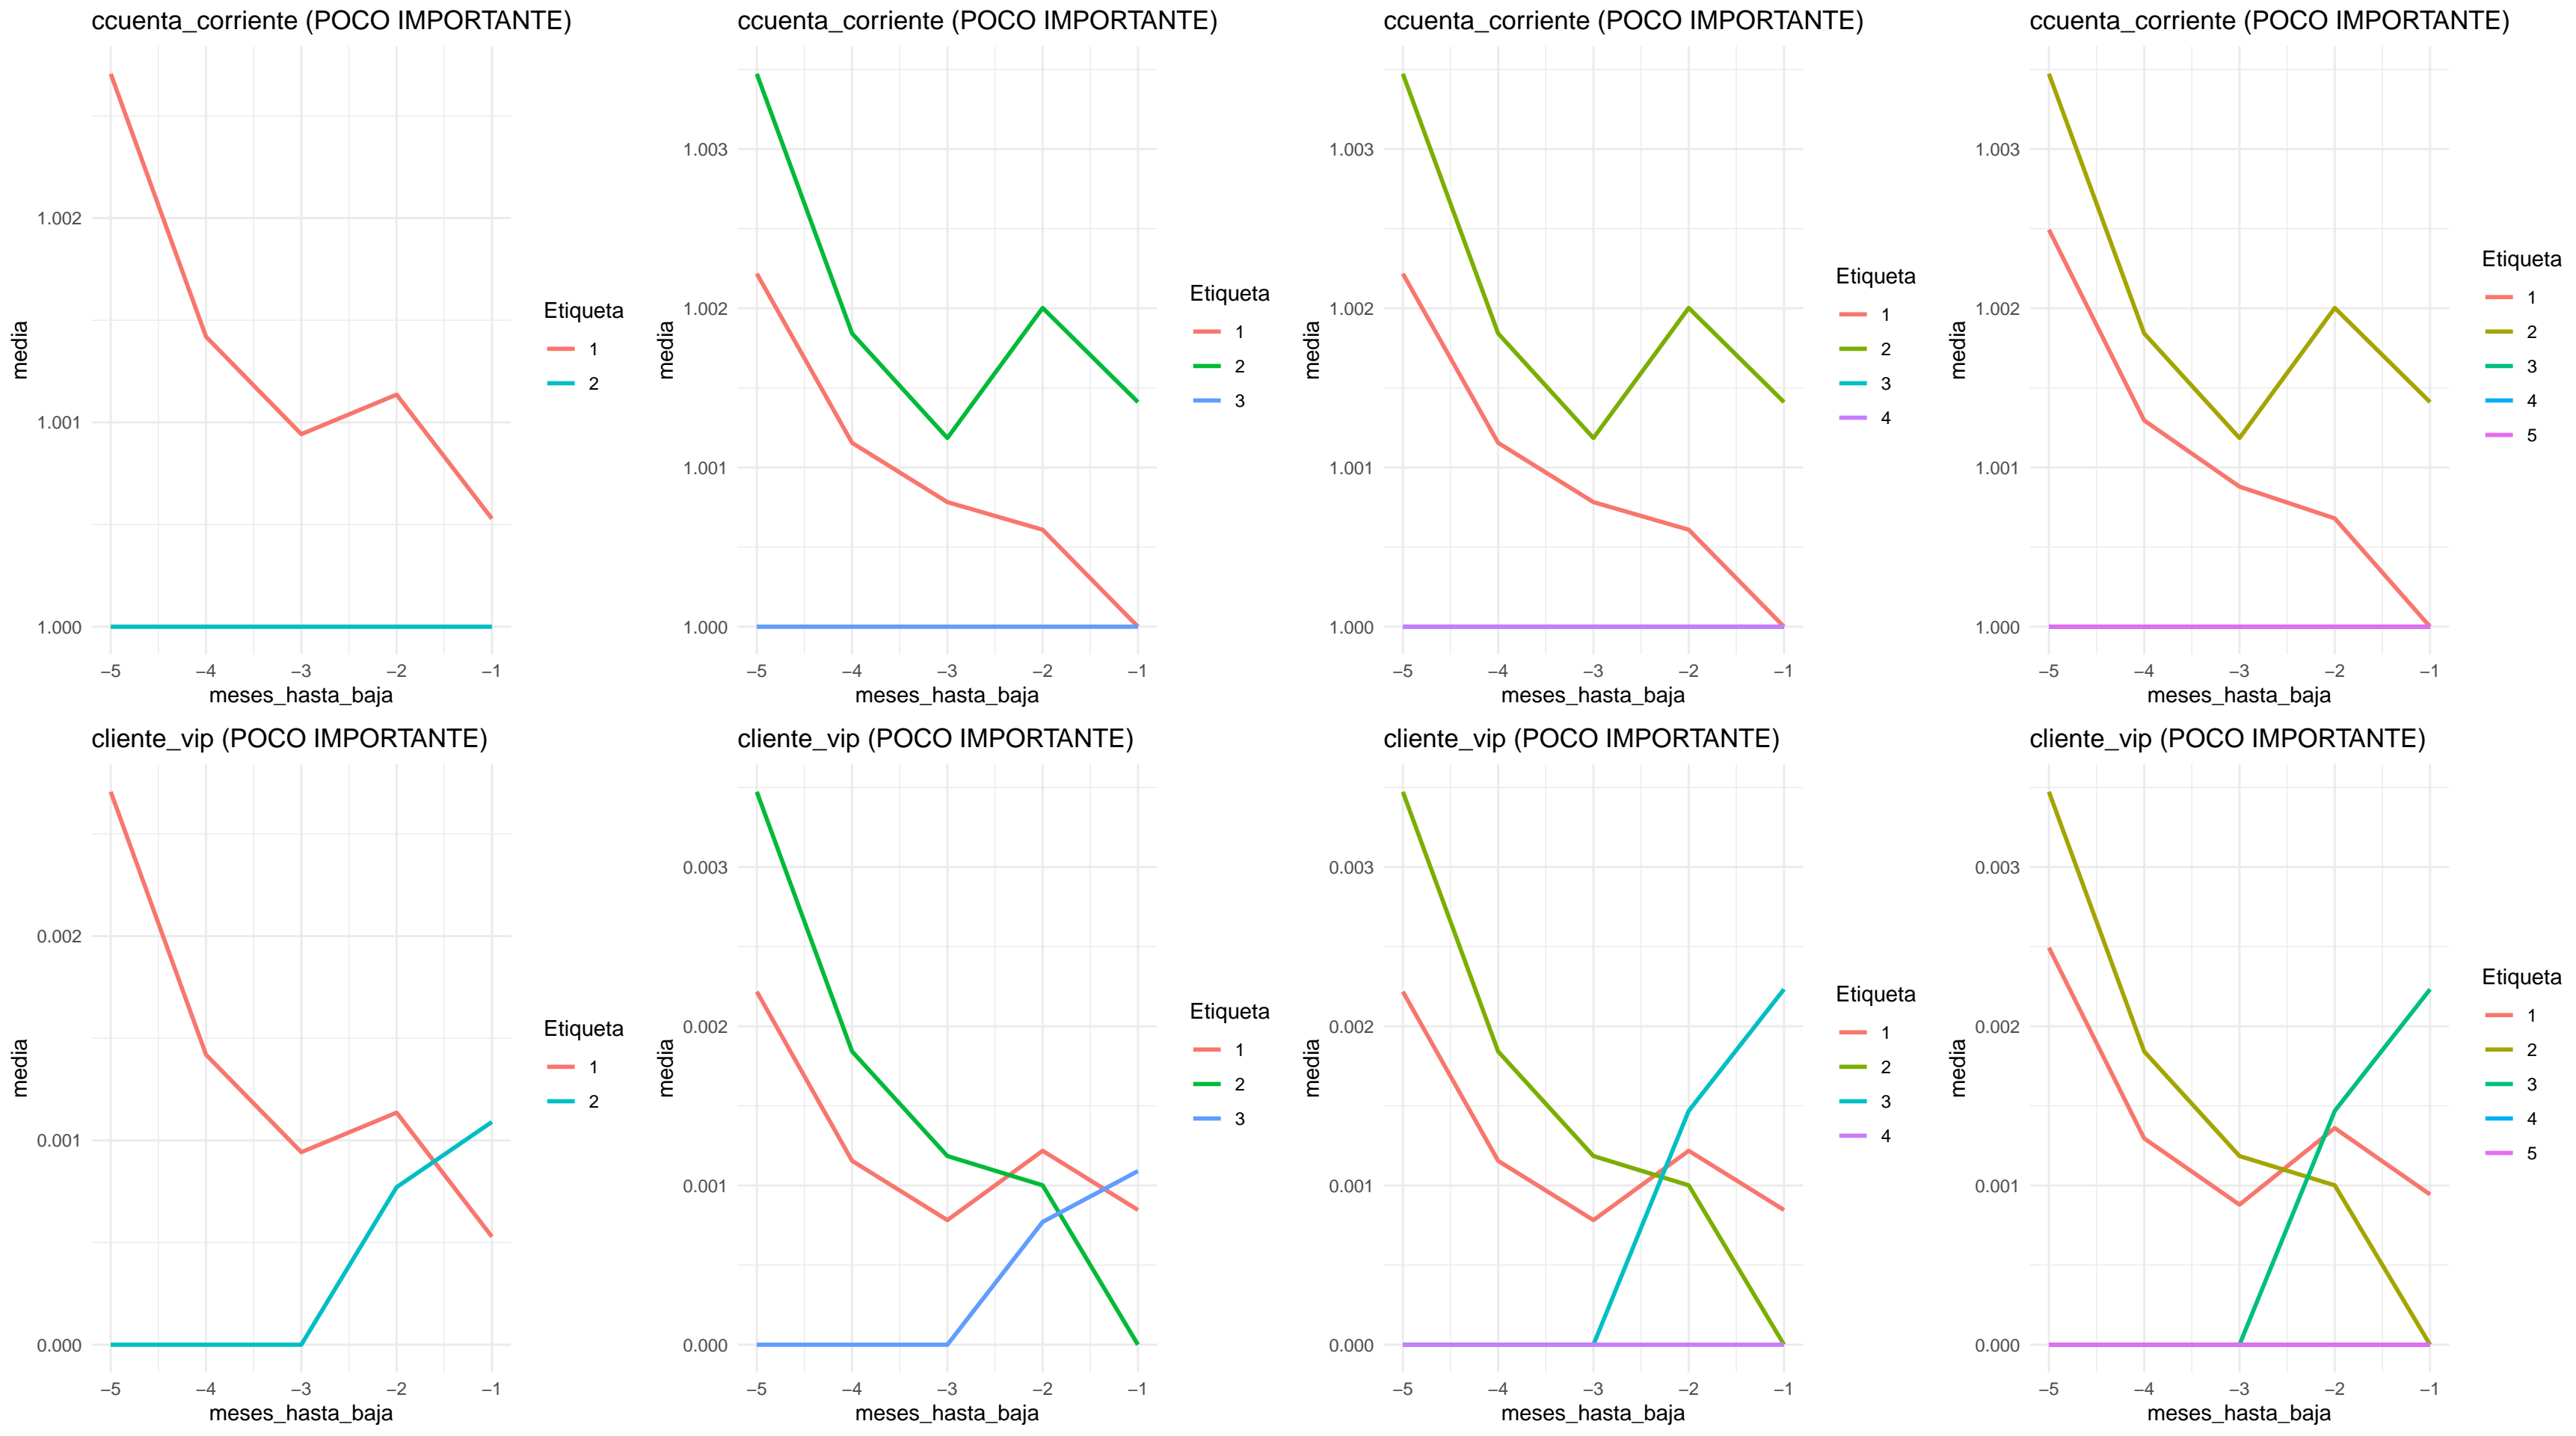 ccuenta_corriente (POCO IMPORTANTE)
media
1.002
1.001
1.000
−5 −4 −3 −2 −1
meses_hasta_baja
Etiqueta
1
2
ccuenta_corriente (POCO IMPORTANTE)
media
1.003
1.002
1.001
1.000
−5 −4 −3 −2 −1
meses_hasta_baja
Etiqueta
1
2
3
ccuenta_corriente (POCO IMPORTANTE)
media
1.003
1.002
1.001
1.000
−5 −4 −3 −2 −1
meses_hasta_baja
Etiqueta
1
2
3
4
ccuenta_corriente (POCO IMPORTANTE)
media
1.003
1.002
1.001
1.000
−5 −4 −3 −2 −1
meses_hasta_baja
Etiqueta
1
2
3
4
5
cliente_vip (POCO IMPORTANTE)
media
0.002
0.001
0.000
−5 −4 −3 −2 −1
meses_hasta_baja
Etiqueta
1
2
cliente_vip (POCO IMPORTANTE)
media
0.003
0.002
0.001
0.000
−5 −4 −3 −2 −1
meses_hasta_baja
Etiqueta
1
2
3
cliente_vip (POCO IMPORTANTE)
media
0.003
0.002
0.001
0.000
−5 −4 −3 −2 −1
meses_hasta_baja
Etiqueta
1
2
3
4
cliente_vip (POCO IMPORTANTE)
media
0.003
0.002
0.001
0.000
−5 −4 −3 −2 −1
meses_hasta_baja
Etiqueta
1
2
3
4
5